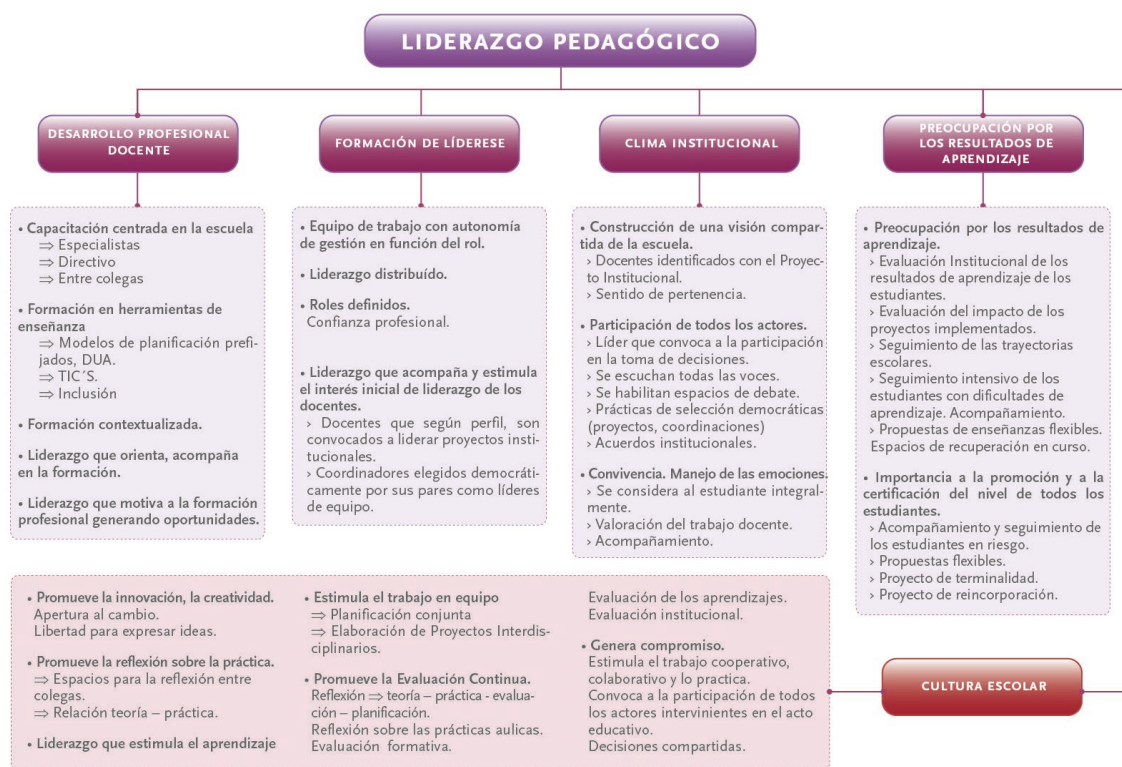 LIDERAZGO PEDAGÓGICO
DESARROLLO PROFESIONAL
DOCENTE
• Capacitación centrada en la escuela
⇒ Especialistas
⇒ Directivo
⇒ Entre colegas
• Formación en herramientas de
enseñanza
⇒ Modelos de planificación prefi-
jados, DUA.
⇒ TIC´S.
⇒ Inclusión
• Formación contextualizada.
• Liderazgo que orienta, acompaña
en la formación.
• Liderazgo que motiva a la formación
profesional generando oportunidades.
FORMACIÓN DE LÍDERESE
• Equipo de trabajo con autonomía
de gestión en función del rol.
• Liderazgo distribuído.
• Roles definidos.
Confianza profesional.
• Liderazgo que acompaña y estimula
el interés inicial de liderazgo de los
docentes.
› Docentes que según perfil, son
convocados a liderar proyectos insti-
tucionales.
› Coordinadores elegidos democráti-
camente por sus pares como líderes
de equipo.
CLIMA INSTITUCIONAL
• Construcción de una visión compar-
tida de la escuela.
› Docentes identificados con el Proyec-
to Institucional.
› Sentido de pertenencia.
• Participación de todos los actores.
› Líder que convoca a la participación
en la toma de decisiones.
› Se escuchan todas las voces.
› Se habilitan espacios de debate.
› Prácticas de selección democráticas
(proyectos, coordinaciones)
› Acuerdos institucionales.
• Convivencia. Manejo de las emociones.
› Se considera al estudiante integral-
mente.
› Valoración del trabajo docente.
› Acompañamiento.
PREOCUPACIÓN POR
LOS RESULTADOS DE
APRENDIZAJE
• Preocupación por los resultados de
aprendizaje.
› Evaluación Institucional de los
resultados de aprendizaje de los
estudiantes.
› Evaluación del impacto de los
proyectos implementados.
› Seguimiento de las trayectorias
escolares.
› Seguimiento intensivo de los
estudiantes con dificultades de
aprendizaje. Acompañamiento.
› Propuestas de enseñanzas flexibles.
Espacios de recuperación en curso.
• Importancia a la promoción y a la
certificación del nivel de todos los
estudiantes.
› Acompañamiento y seguimiento de
los estudiantes en riesgo.
› Propuestas flexibles.
› Proyecto de terminalidad.
› Proyecto de reincorporación.
• Promueve la innovación, la creatividad.
Apertura al cambio.
Libertad para expresar ideas.
• Promueve la reflexión sobre la práctica.
⇒ Espacios para la reflexión entre
colegas.
⇒ Relación teoría – práctica.
• Liderazgo que estimula el aprendizaje
• Estimula el trabajo en equipo
⇒ Planificación conjunta
⇒ Elaboración de Proyectos Interdis-
ciplinarios.
• Promueve la Evaluación Continua.
Reflexión ⇒ teoría – práctica - evalua-
ción – planificación.
Reflexión sobre las prácticas aulicas.
Evaluación formativa.
Evaluación de los aprendizajes.
Evaluación institucional.
• Genera compromiso.
Estimula el trabajo cooperativo,
colaborativo y lo practica.
Convoca a la participación de todos
los actores intervinientes en el acto
educativo.
Decisiones compartidas.
CULTURA ESCOLAR